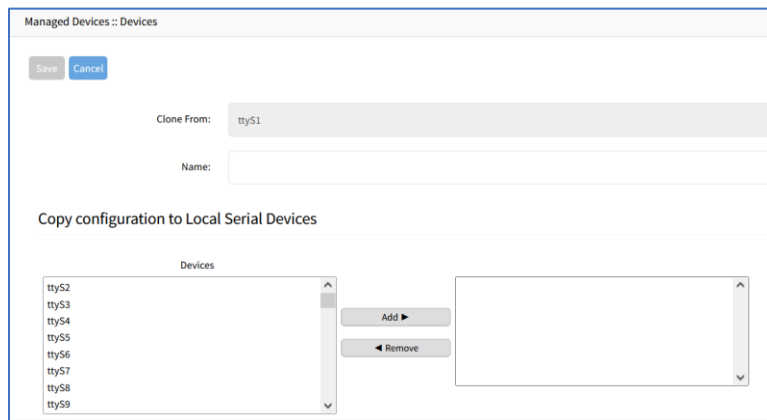 Managed Devices :: Devices
Save Cancel
Clone From: ttyS1
Name:
Copy configuration to Local Serial Devices
Devices
ttyS2
ttyS3
ttyS4
ttyS5
ttyS6
ttyS7
ttyS8
ttyS9
Add ►
◄ Remove